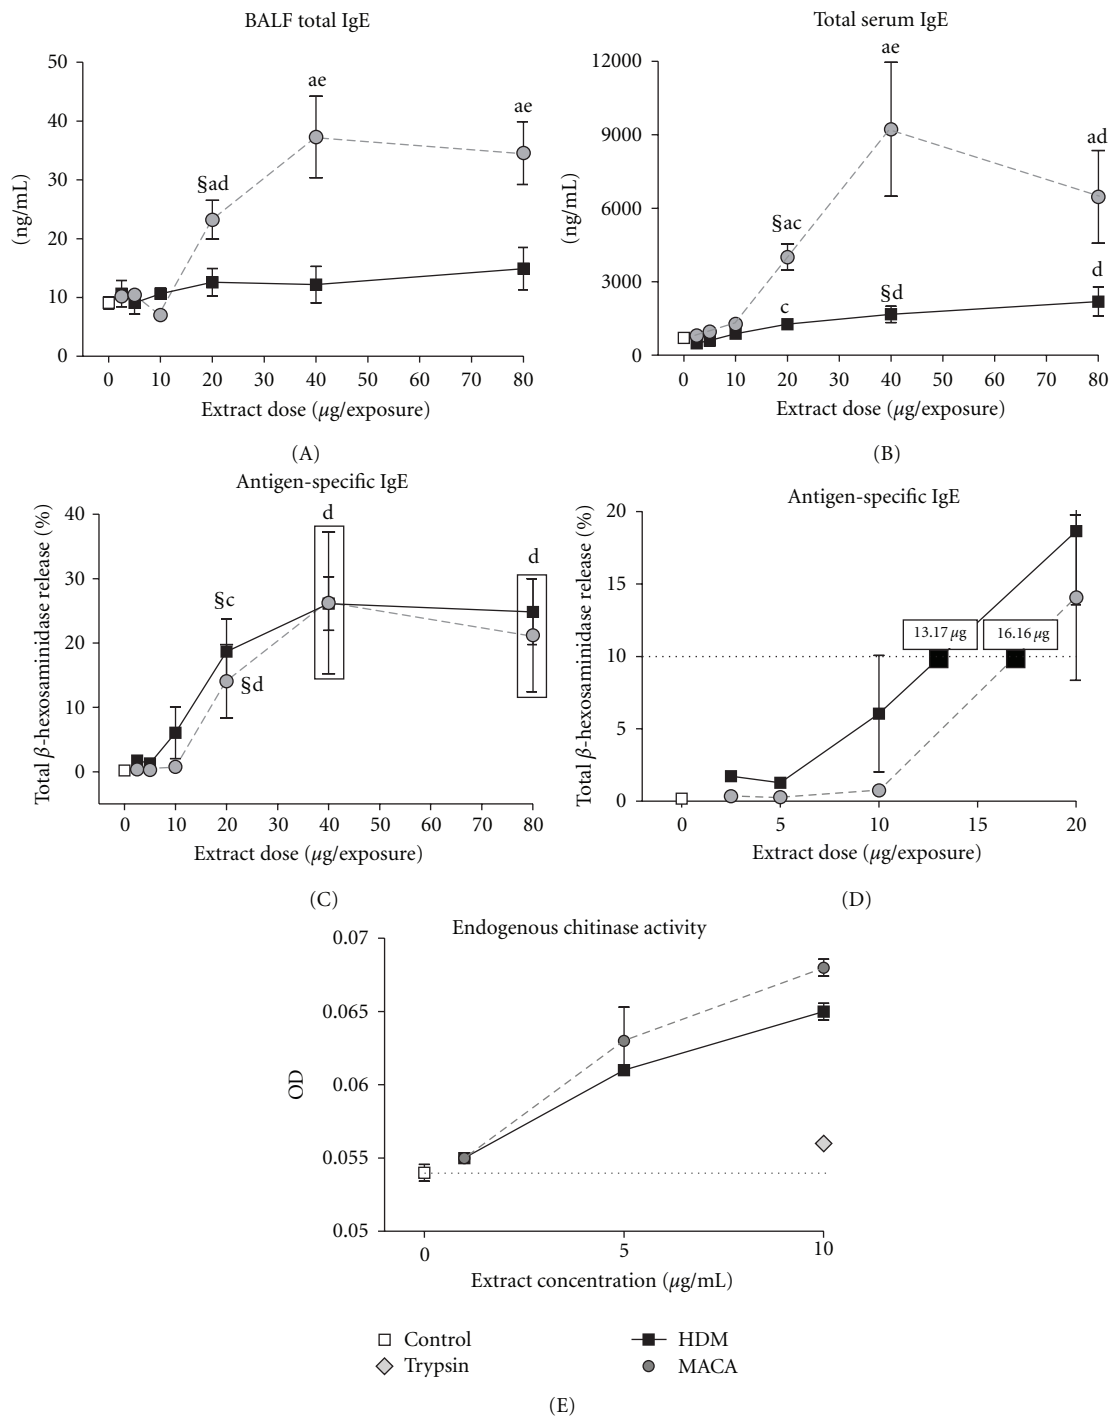 BALF total IgE
50
40
30
20
10
0
(ng/mL)
§ad
ae
ae
0 10 20 30 40 50 60 70 80
Extract dose (μg/exposure)
(A)
Total serum IgE
12000
9000
6000
3000
0
(ng/mL)
§ac
ae
ad
c
§d
d
0 10 20 30 40 50 60 70 80
Extract dose (μg/exposure)
(B)
Antigen-specific IgE
40
30
20
10
0
Total β-hexosaminidase release (%)
§c
§d
d
d
0 10 20 30 40 50 60 70 80
Extract dose (μg/exposure)
(C)
Antigen-specific IgE
20
15
10
5
0
Total β-hexosaminidase release (%)
13.17 μg
16.16 μg
0 5 10 15 20
Extract dose (μg/exposure)
(D)
Endogenous chitinase activity
0.07
0.065
0.06
0.055
0.05
OD
0 5 10
Extract concentration (μg/mL)
Control
HDM
Trypsin
MACA
(E)